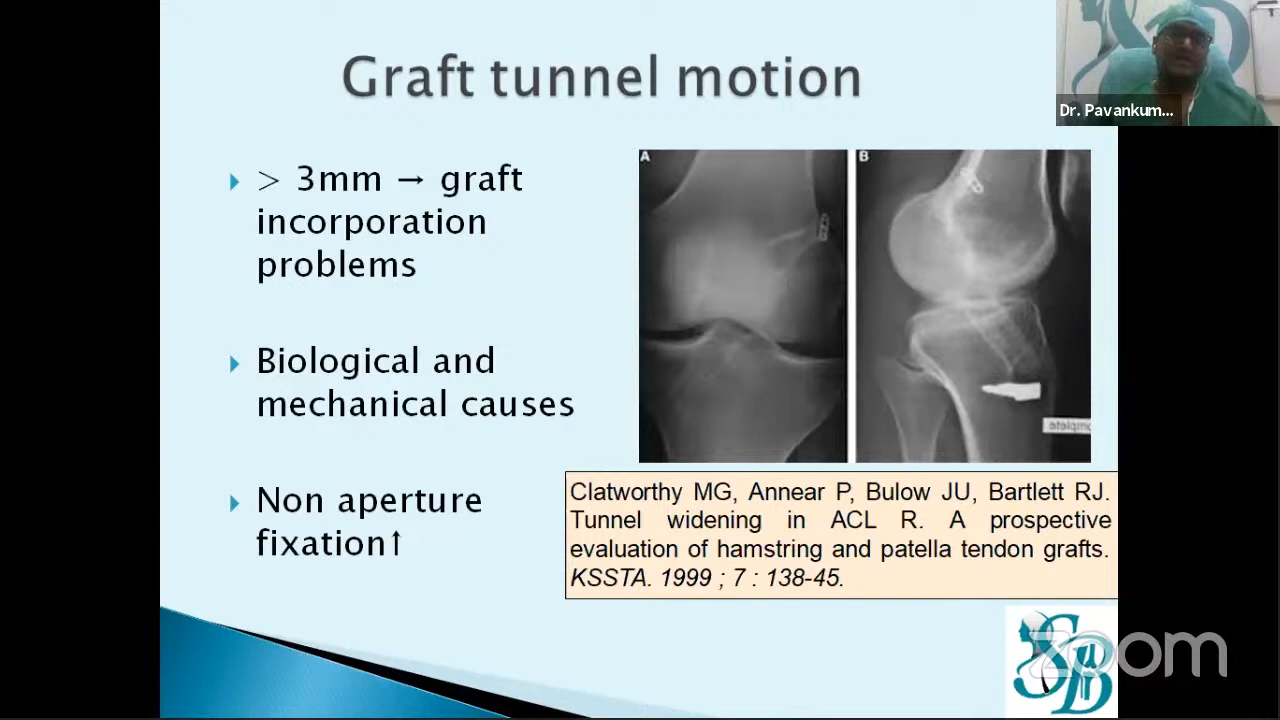 Graft tunnel motion
Dr. Pavankum...
> 3mm → graft
incorporation
problems
Biological and
mechanical causes
Non aperture
fixation↑
A
B
Clatworthy MG, Annear P, Bulow JU, Bartlett RJ.
Tunnel widening in ACL R. A prospective
evaluation of hamstring and patella tendon grafts.
KSSTA. 1999 ; 7 : 138-45.
zoom